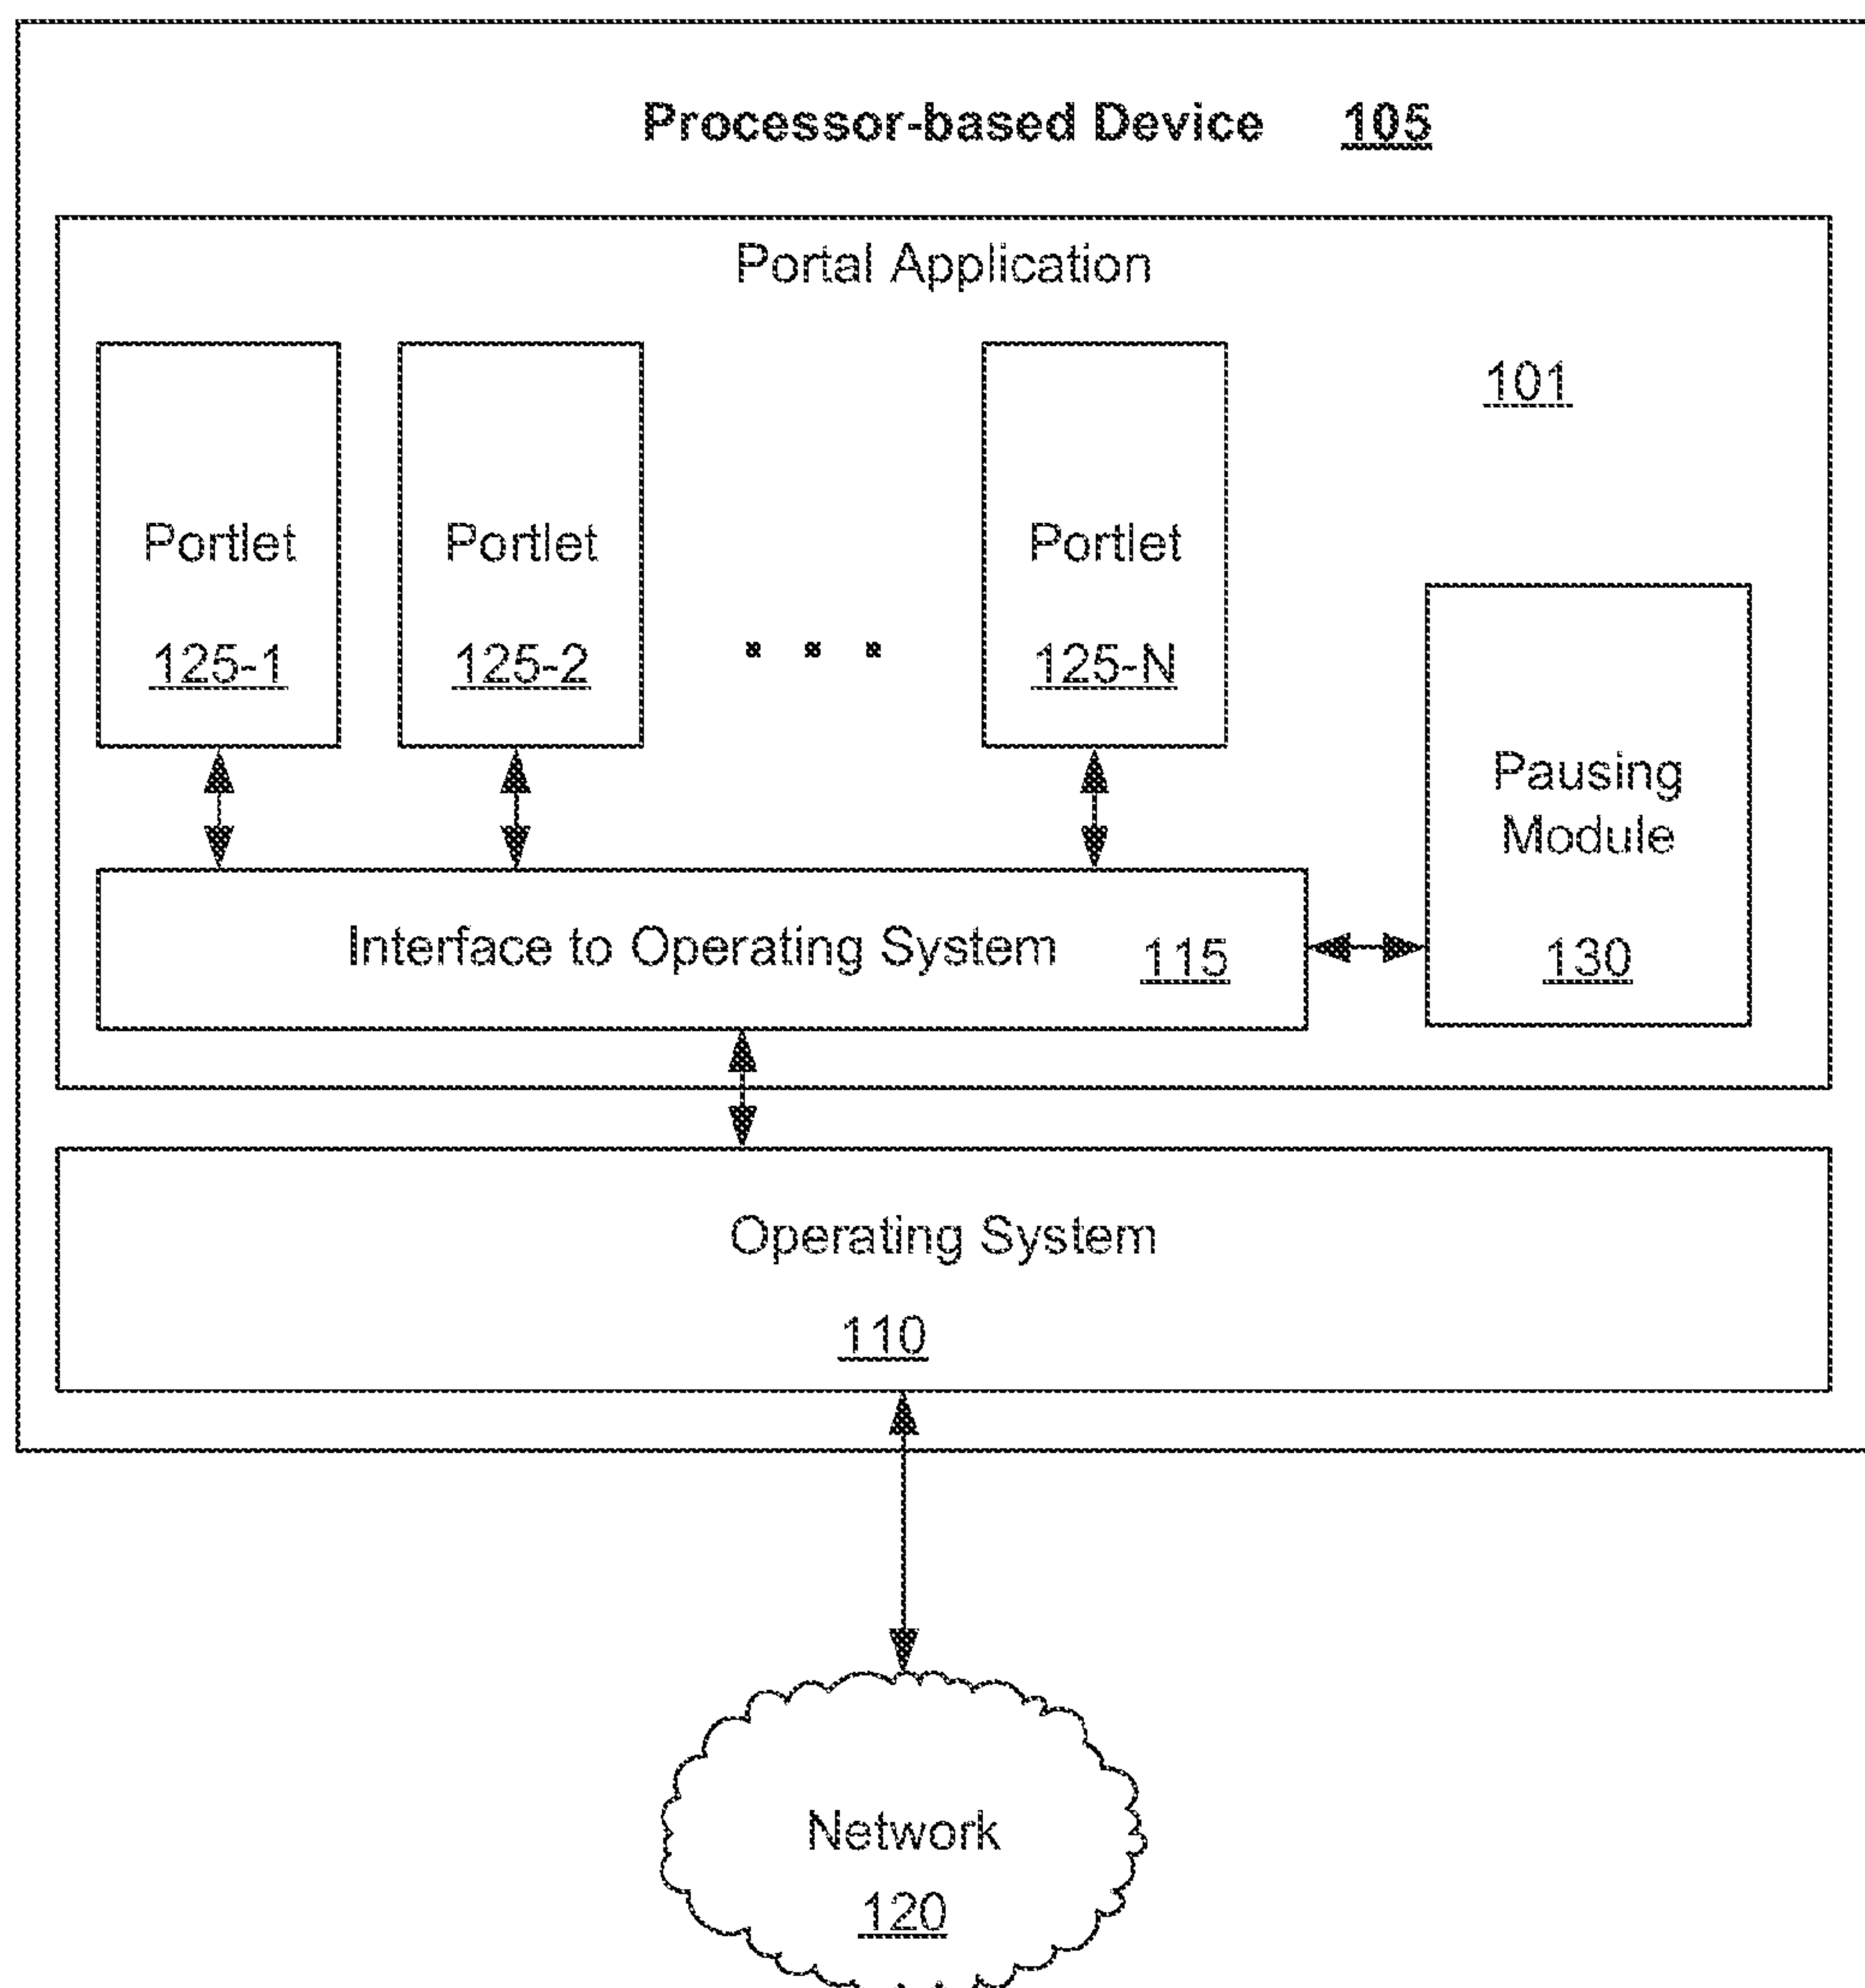 Processor-based Device 105
Portal Application
101
Portlet
125-1
Portlet
125-2
. . .
Portlet
125-N
Pausing
Module
130
Interface to Operating System 115
Operating System
110
Network
120